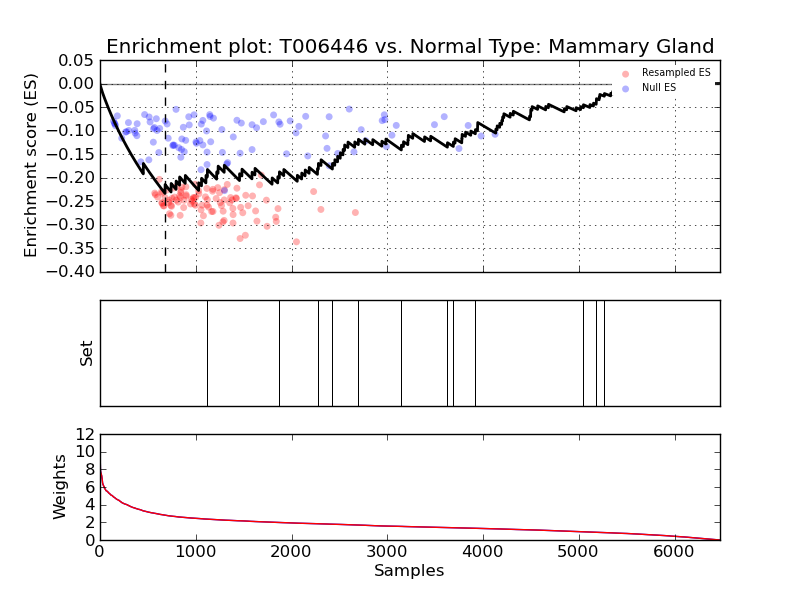 Enrichment plot: T006446 vs. Normal Type: Mammary Gland
0.05
0.00
−0.05
−0.10
−0.15
−0.20
−0.25
−0.30
−0.35
−0.40
Enrichment score (ES)
Resampled ES
Null ES
Set
12
10
8
6
4
2
0
Weights
0 1000 2000 3000 4000 5000 6000
Samples